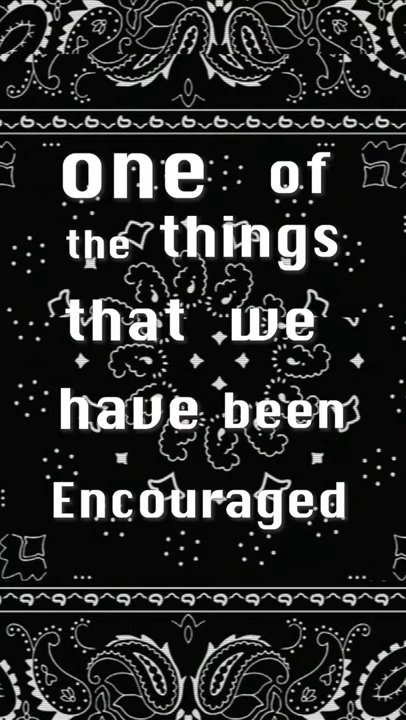 one of
the things
that we
have been
Encouraged